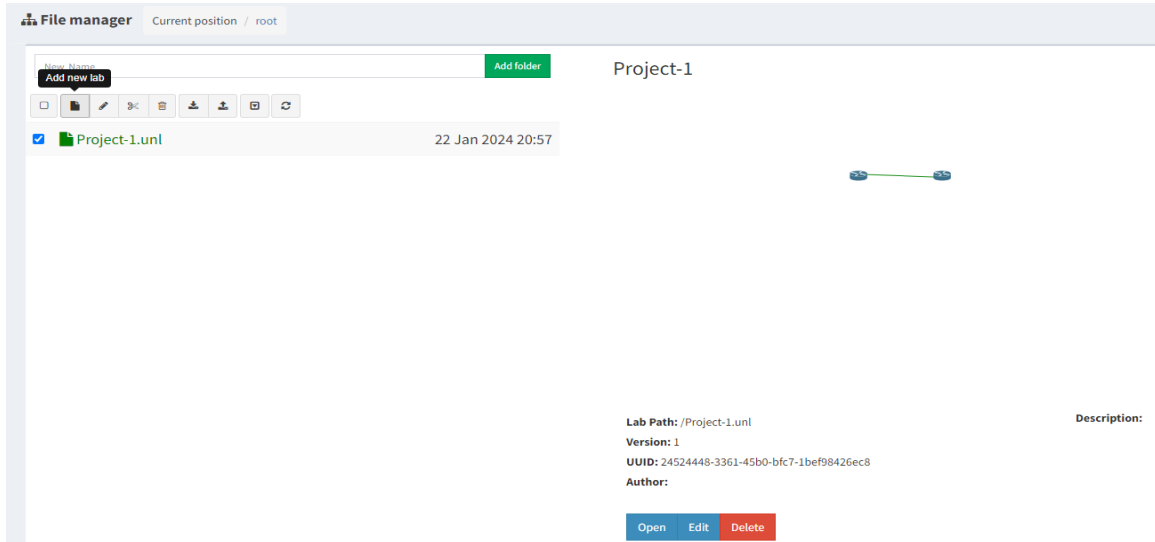 File manager Current position / root
New Name Add folder
Add new lab
Project-1.unl 22 Jan 2024 20:57
Project-1
Lab Path: /Project-1.unl
Version: 1
UUID: 24524448-3361-45b0-bfc7-1bef98426ec8
Author:
Description:
Open Edit Delete